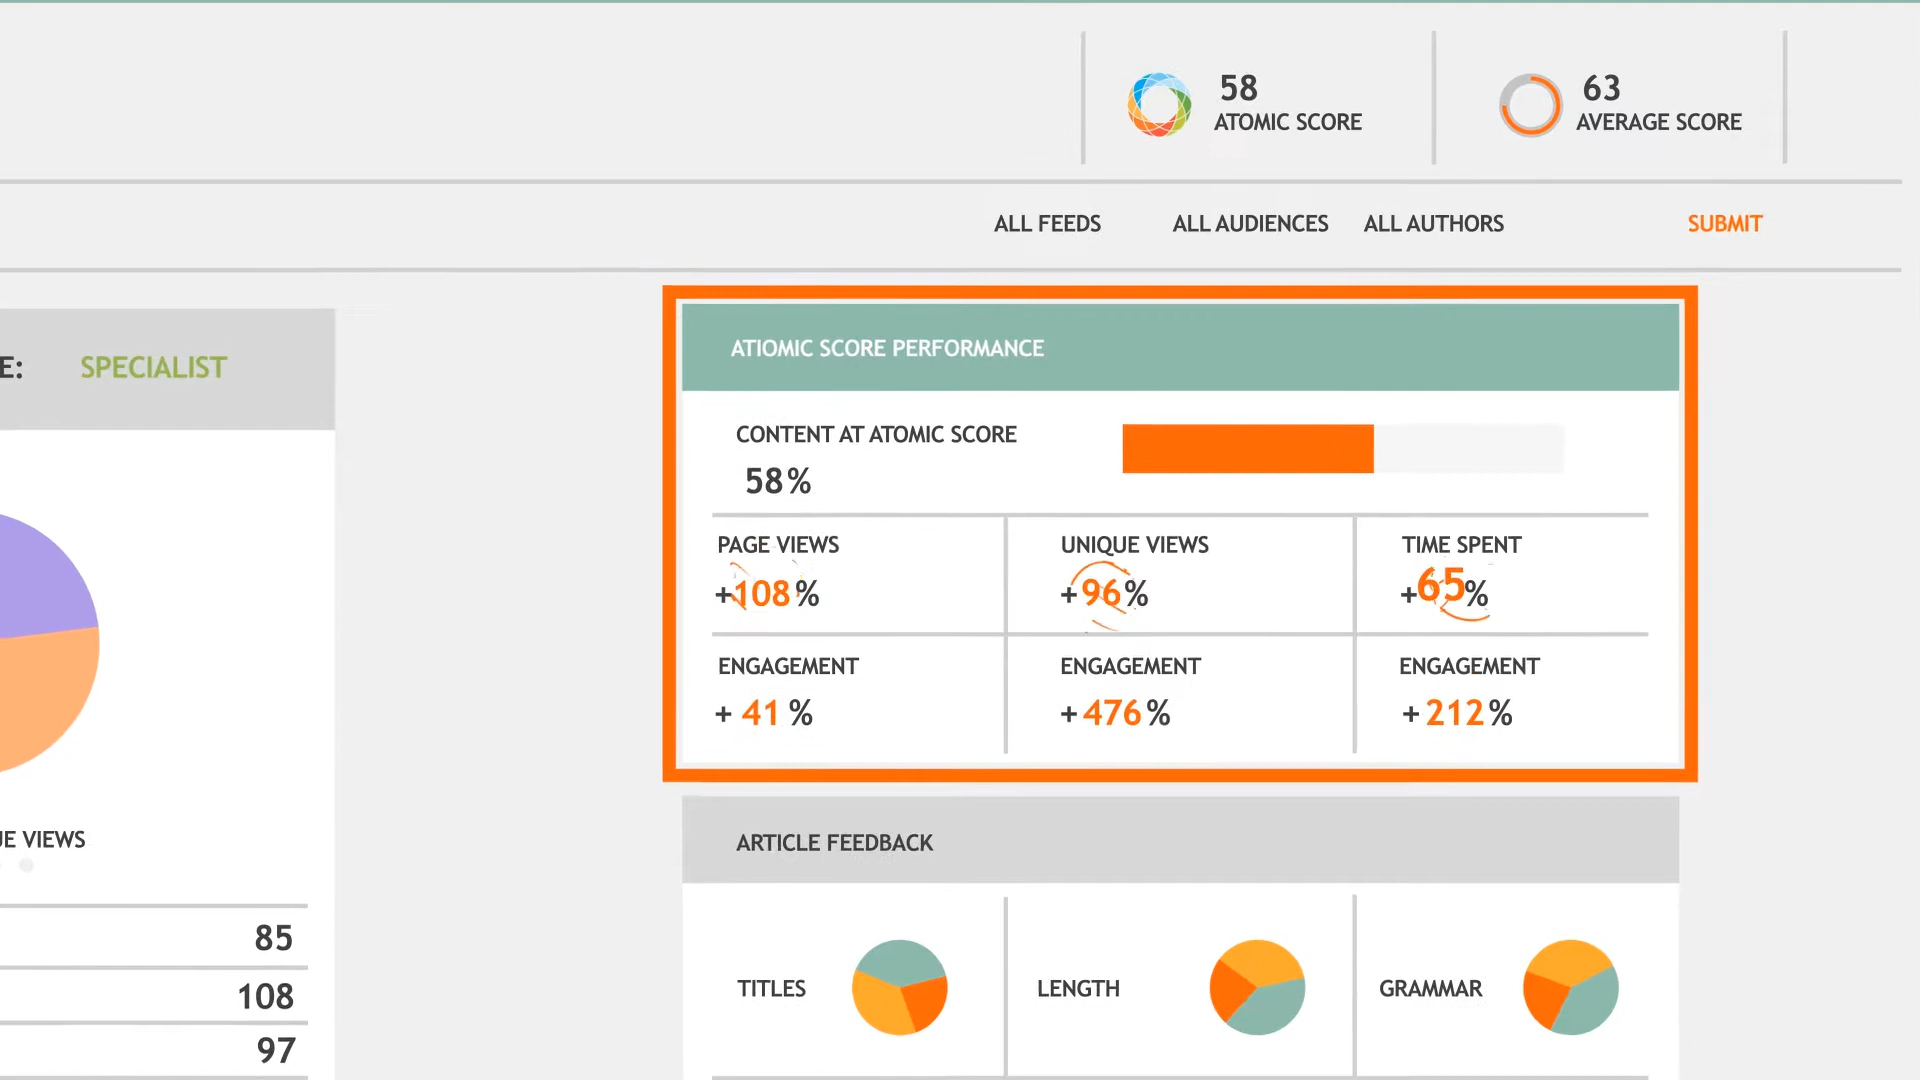 58
ATOMIC SCORE
63
AVERAGE SCORE
ALL FEEDS ALL AUDIENCES ALL AUTHORS SUBMIT
E: SPECIALIST
ATIOMIC SCORE PERFORMANCE
CONTENT AT ATOMIC SCORE
58%
PAGE VIEWS UNIQUE VIEWS TIME SPENT
+108% +96% +65%
ENGAGEMENT ENGAGEMENT ENGAGEMENT
+ 41 % +476% +212%
E VIEWS
ARTICLE FEEDBACK
85
108
97
TITLES LENGTH GRAMMAR